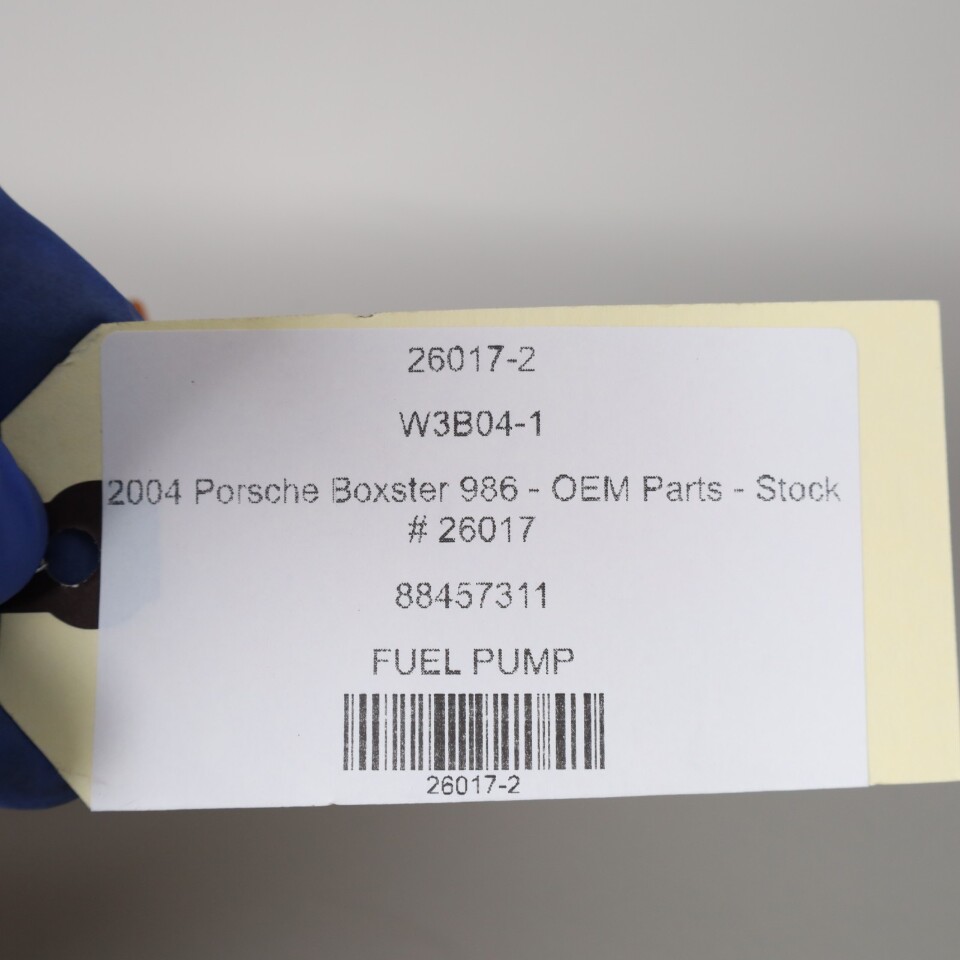 26017-2
W3B04-1
2004 Porsche Boxster 986 - OEM Parts - Stock
# 26017
88457311
FUEL PUMP
26017-2